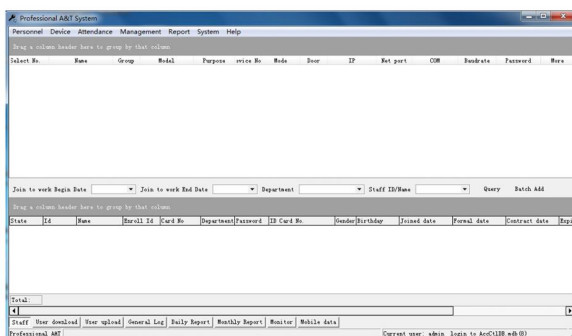 Professional A&T System
Personnel Device Attendance Management Report System Help
Drag a column header here to group by that column.
Select No. Name Group Modal Purpose rvice No Mode Door IP Net port COM Baudrate Password More
Join to work Begin Date Join to work End Date Department Staff ID/Name Query Batch Add
Drag a column header here to group by that column.
State Id Name Enroll Id Card No Department Password ID Card No. Gender Birthday Joined date Formal date Contract date Expi
Total:
Staff User download User upload General Log Daily Report Monthly Report Monitor Mobile data
Professional A&T Current user: admin login to AccCtlDB.mdb(8)